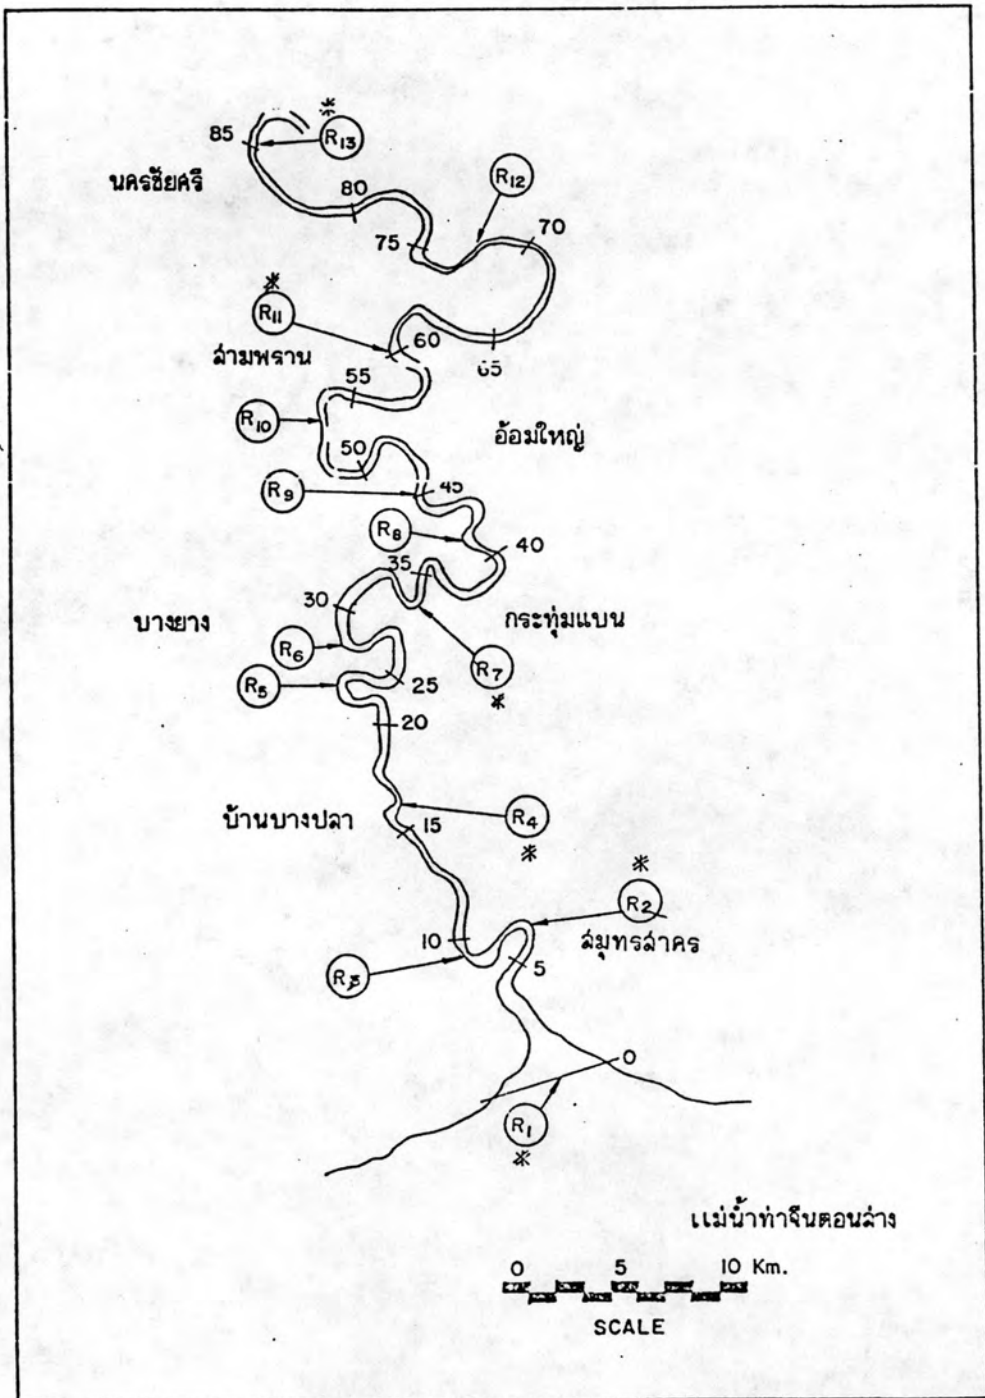 *
85
R13
นครชัยศรี
80
R12
75
70
*
R11
60
สามพราน
65
55
R10
อ้อมใหญ่
50
R9
45
R8
40
35
30
บางยาง
กระทุ่มแบน
R6
R7
*
R5
25
20
บ้านบางปลา
R4
*
15
*
R2
สมุทรสาคร
10
5
R3
0
R1
*
แม่น้ำท่าจีนตอนล่าง
0 5 10 Km.
SCALE